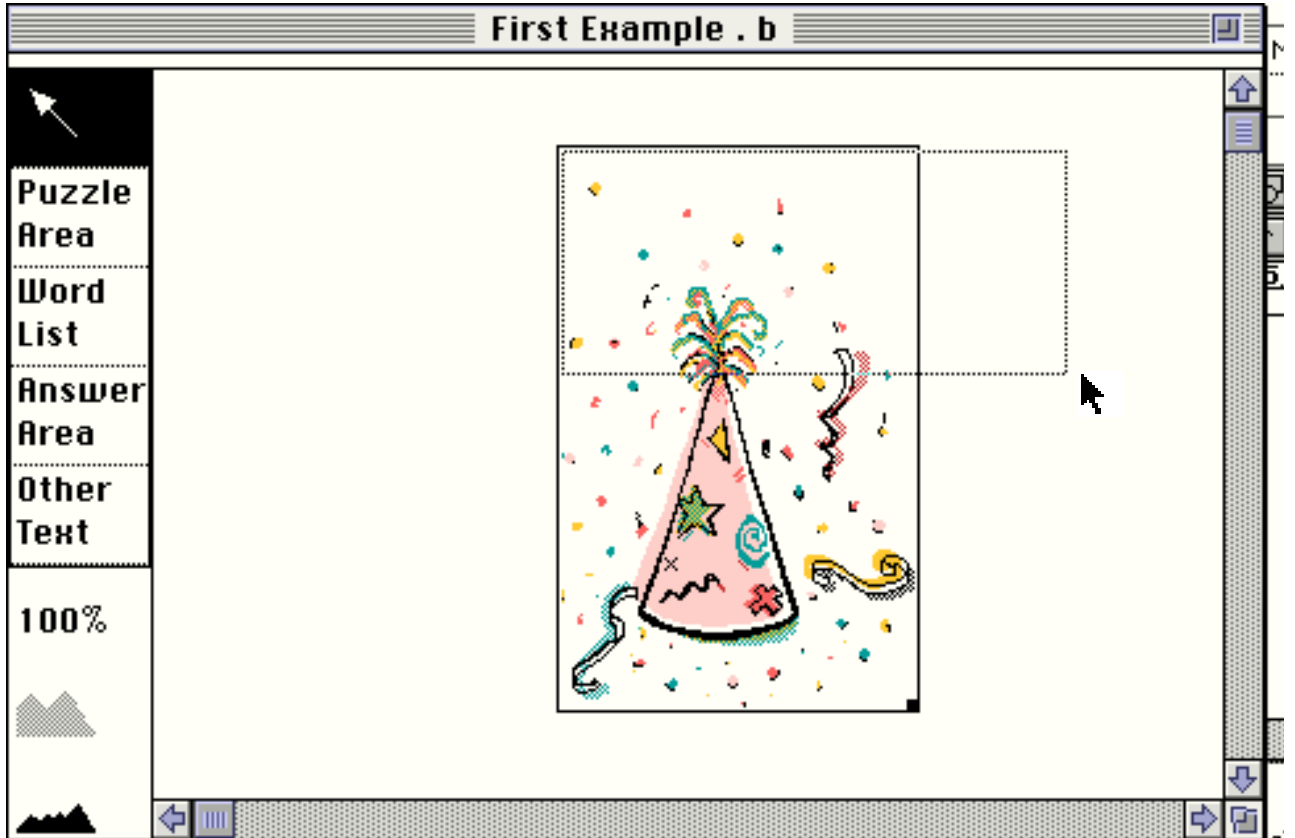 First Example . b
Puzzle
Area
Word
List
Answer
Area
Other
Text
100%